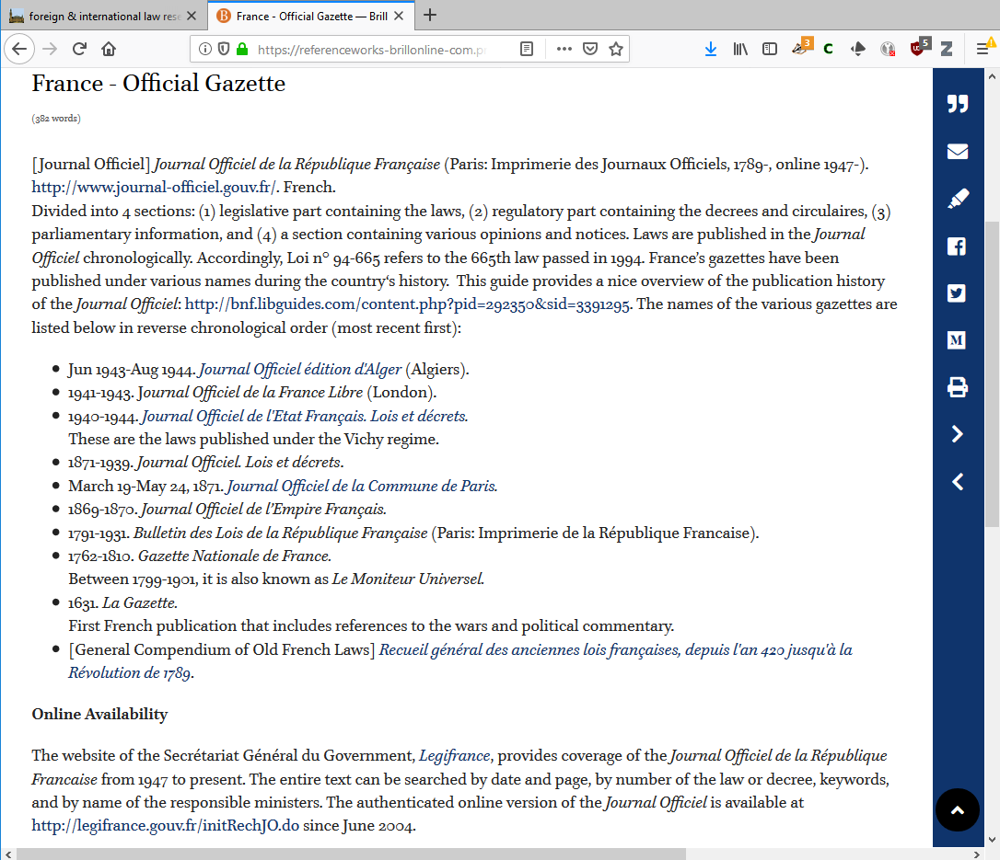 foreign & international law rese
France - Official Gazette — Brill
https://referenceworks-brillonline-com.p
3
5
France - Official Gazette
(382 words)
[Journal Officiel] Journal Officiel de la République Française (Paris: Imprimerie des Journaux Officiels, 1789-, online 1947-).
http://www.journal-officiel.gouv.fr/. French.
Divided into 4 sections: (1) legislative part containing the laws, (2) regulatory part containing the decrees and circulaires, (3)
parliamentary information, and (4) a section containing various opinions and notices. Laws are published in the Journal
Officiel chronologically. Accordingly, Loi n° 94-665 refers to the 665th law passed in 1994. France’s gazettes have been
published under various names during the country‘s history. This guide provides a nice overview of the publication history
of the Journal Officiel: http://bnf.libguides.com/content.php?pid=292350&sid=3391295. The names of the various gazettes are
listed below in reverse chronological order (most recent first):
• Jun 1943-Aug 1944. Journal Officiel édition d'Alger (Algiers).
• 1941-1943. Journal Officiel de la France Libre (London).
• 1940-1944. Journal Officiel de l'Etat Français. Lois et décrets.
These are the laws published under the Vichy regime.
• 1871-1939. Journal Officiel. Lois et décrets.
• March 19-May 24, 1871. Journal Officiel de la Commune de Paris.
• 1869-1870. Journal Officiel de l’Empire Français.
• 1791-1931. Bulletin des Lois de la République Française (Paris: Imprimerie de la République Francaise).
• 1762-1810. Gazette Nationale de France.
Between 1799-1901, it is also known as Le Moniteur Universel.
• 1631. La Gazette.
First French publication that includes references to the wars and political commentary.
• [General Compendium of Old French Laws] Recueil général des anciennes lois françaises, depuis l'an 420 jusqu'à la
Révolution de 1789.
Online Availability
The website of the Secrétariat Général du Government, Legifrance, provides coverage of the Journal Officiel de la République
Francaise from 1947 to present. The entire text can be searched by date and page, by number of the law or decree, keywords,
and by name of the responsible ministers. The authenticated online version of the Journal Officiel is available at
http://legifrance.gouv.fr/initRechJO.do since June 2004.